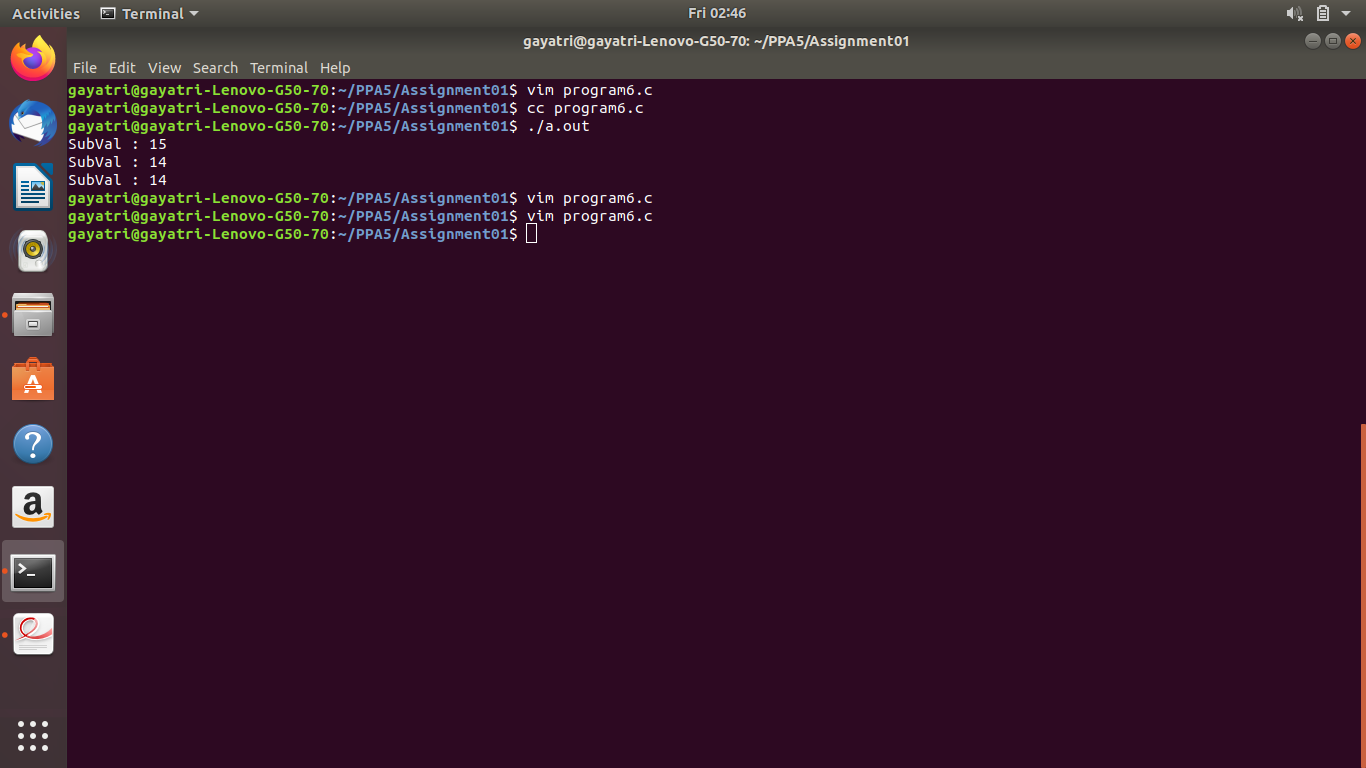 Activities Terminal Fri 02:46
gayatri@gayatri-Lenovo-G50-70: ~/PPA5/Assignment01
File Edit View Search Terminal Help
gayatri@gayatri-Lenovo-G50-70:~/PPA5/Assignment01$ vim program6.c
gayatri@gayatri-Lenovo-G50-70:~/PPA5/Assignment01$ cc program6.c
gayatri@gayatri-Lenovo-G50-70:~/PPA5/Assignment01$ ./a.out
SubVal : 15
SubVal : 14
SubVal : 14
gayatri@gayatri-Lenovo-G50-70:~/PPA5/Assignment01$ vim program6.c
gayatri@gayatri-Lenovo-G50-70:~/PPA5/Assignment01$ vim program6.c
gayatri@gayatri-Lenovo-G50-70:~/PPA5/Assignment01$